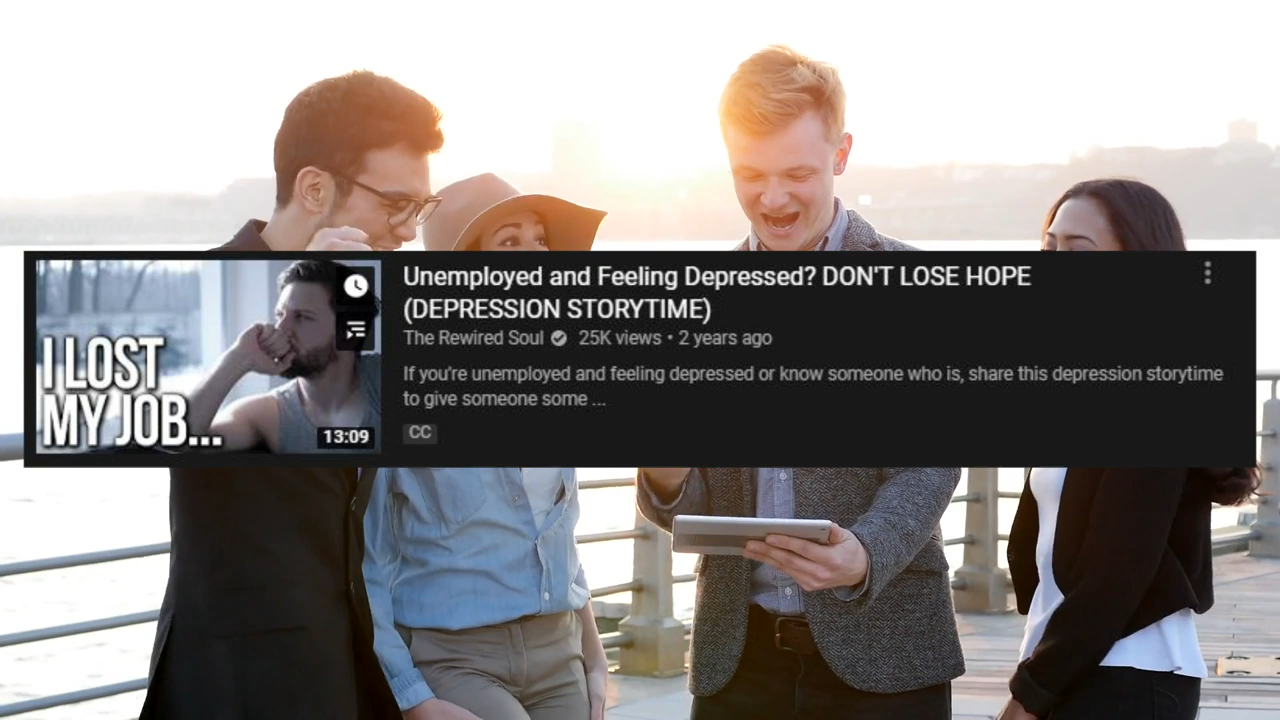 I LOST
MY JOB...
13:09
Unemployed and Feeling Depressed? DON'T LOSE HOPE
(DEPRESSION STORYTIME)
The Rewired Soul 25K views • 2 years ago
If you're unemployed and feeling depressed or know someone who is, share this depression storytime
to give someone some ...
CC